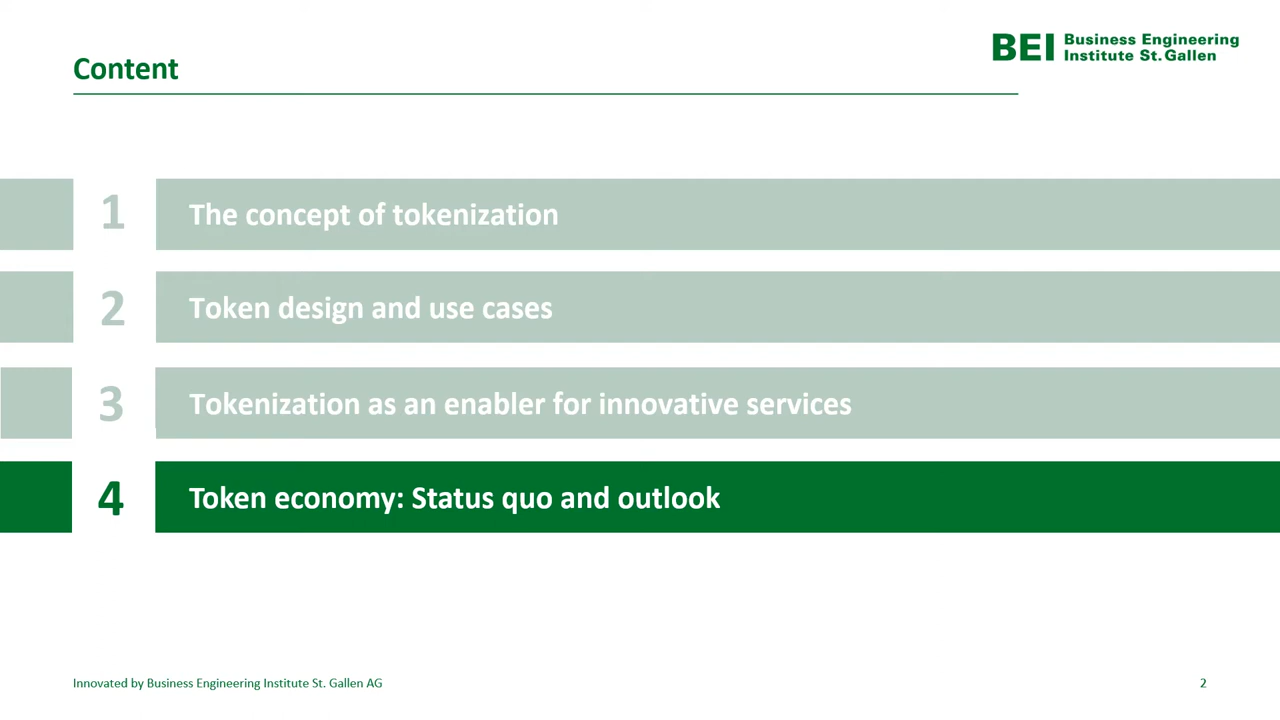 Content
BEI Business Engineering
Institute St. Gallen
1 The concept of tokenization
2 Token design and use cases
3 Tokenization as an enabler for innovative services
4 Token economy: Status quo and outlook
Innovated by Business Engineering Institute St. Gallen AG
2